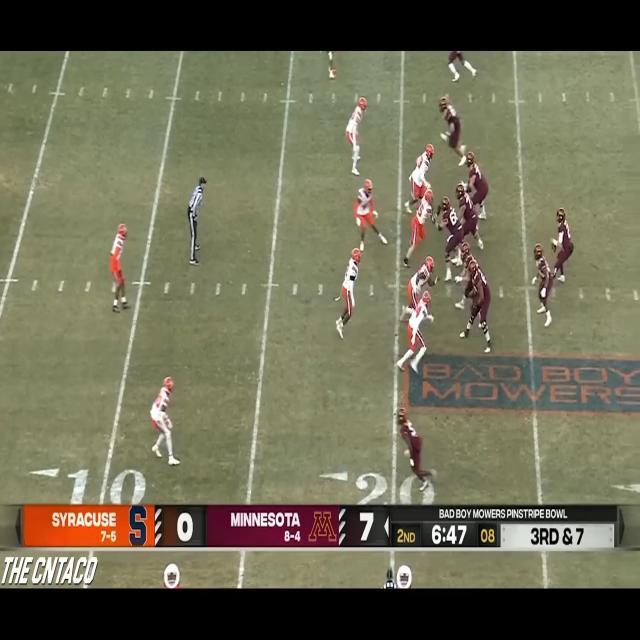 BAD BOY
MOWERS
10
20
SYRACUSE
7-5
S
0
MINNESOTA
8-4
M
7
BAD BOY MOWERS PINSTRIPE BOWL
2ND
6:47
08
3RD & 7
THE CNTACO